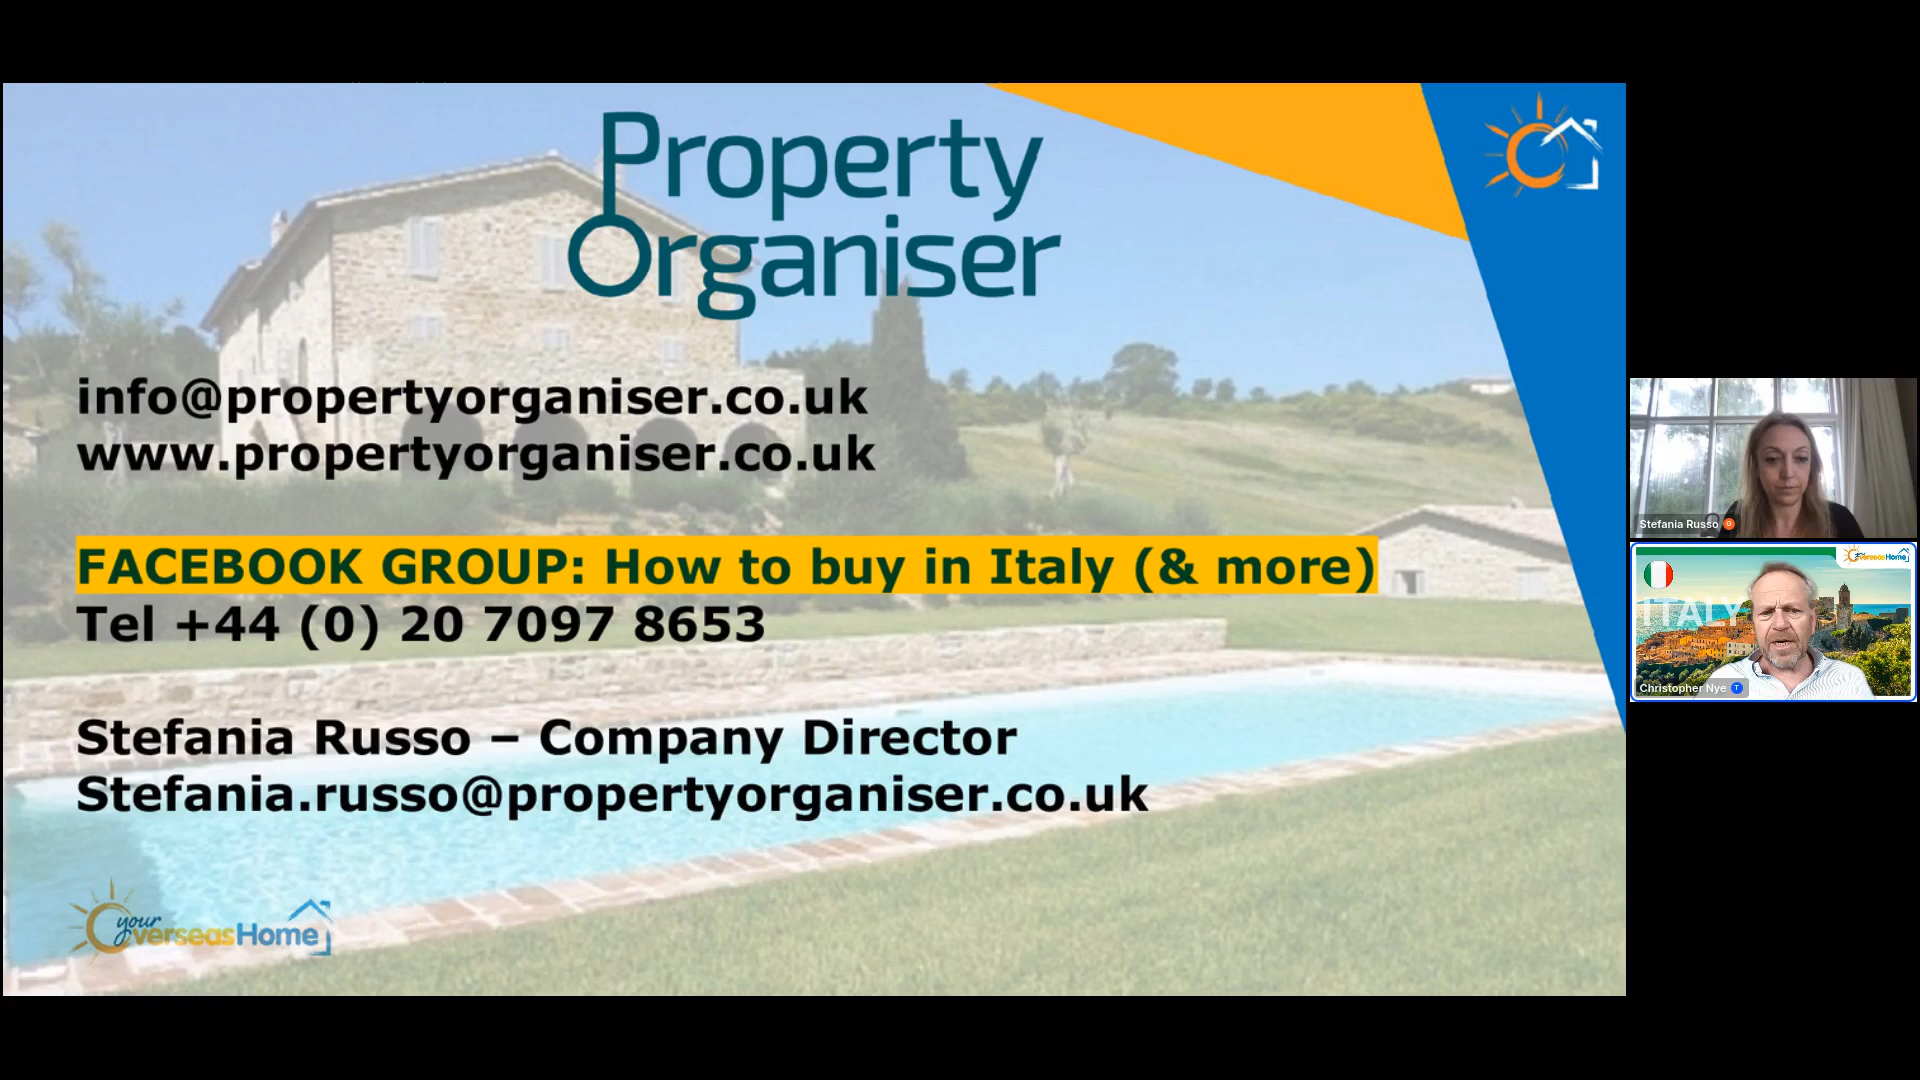 Property
Organiser
info@propertyorganiser.co.uk
www.propertyorganiser.co.uk
FACEBOOK GROUP: How to buy in Italy (& more)
Tel +44 (0) 20 7097 8653
Stefania Russo – Company Director
Stefania.russo@propertyorganiser.co.uk
your
OverseasHome
Stefania Russo G
your
OverseasHome
ITALY
Christopher Nye T